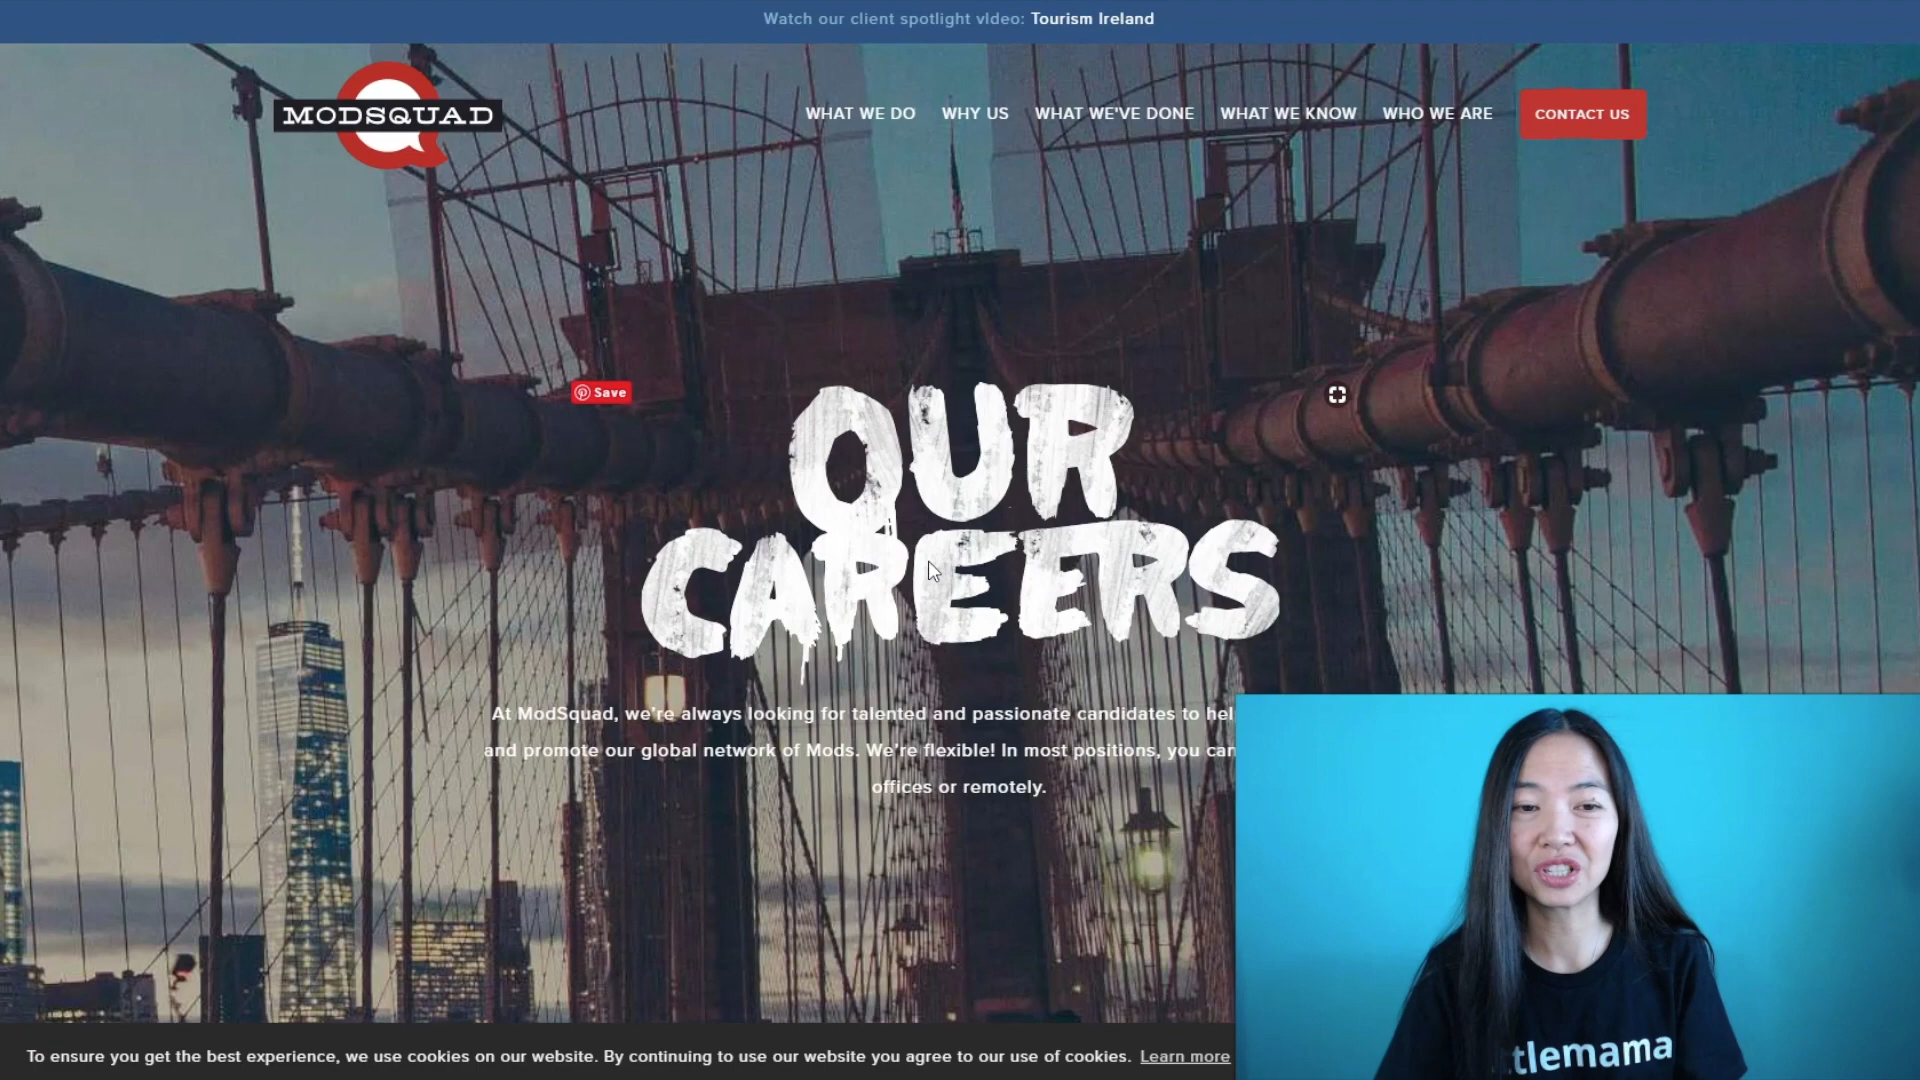 Watch our client spotlight vIdeo: Tourism Ireland
MODSQUAD
WHAT WE DO WHY US WHAT WE'VE DONE WHAT WE KNOW WHO WE ARE CONTACT US
Save
OUR
CAREERS
At ModSquad, we're always looking for talented and passionate candidates to hel
and promote our global network of Mods. We're flexible! In most positions, you can
offices or remotely.
To ensure you get the best experience, we use cookies on our website. By continuing to use our website you agree to our use of cookies. Learn more
tlemama